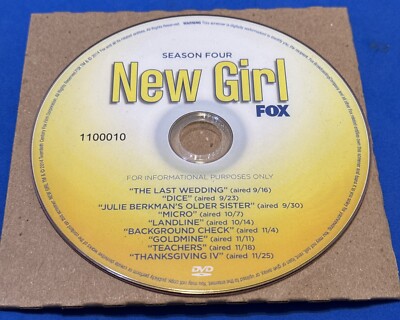 SEASON FOUR
New Girl
FOX
1100010
FOR INFORMATIONAL PURPOSES ONLY
"THE LAST WEDDING" (aired 9/16)
"DICE" (aired 9/23)
"JULIE BERKMAN'S OLDER SISTER" (aired 9/30)
"MICRO" (aired 10/7)
"LANDLINE" (aired 10/14)
"BACKGROUND CHECK" (aired 11/4)
"GOLDMINE" (aired 11/11)
"TEACHERS" (aired 11/18)
"THANKSGIVING IV" (aired 11/25)
DVD